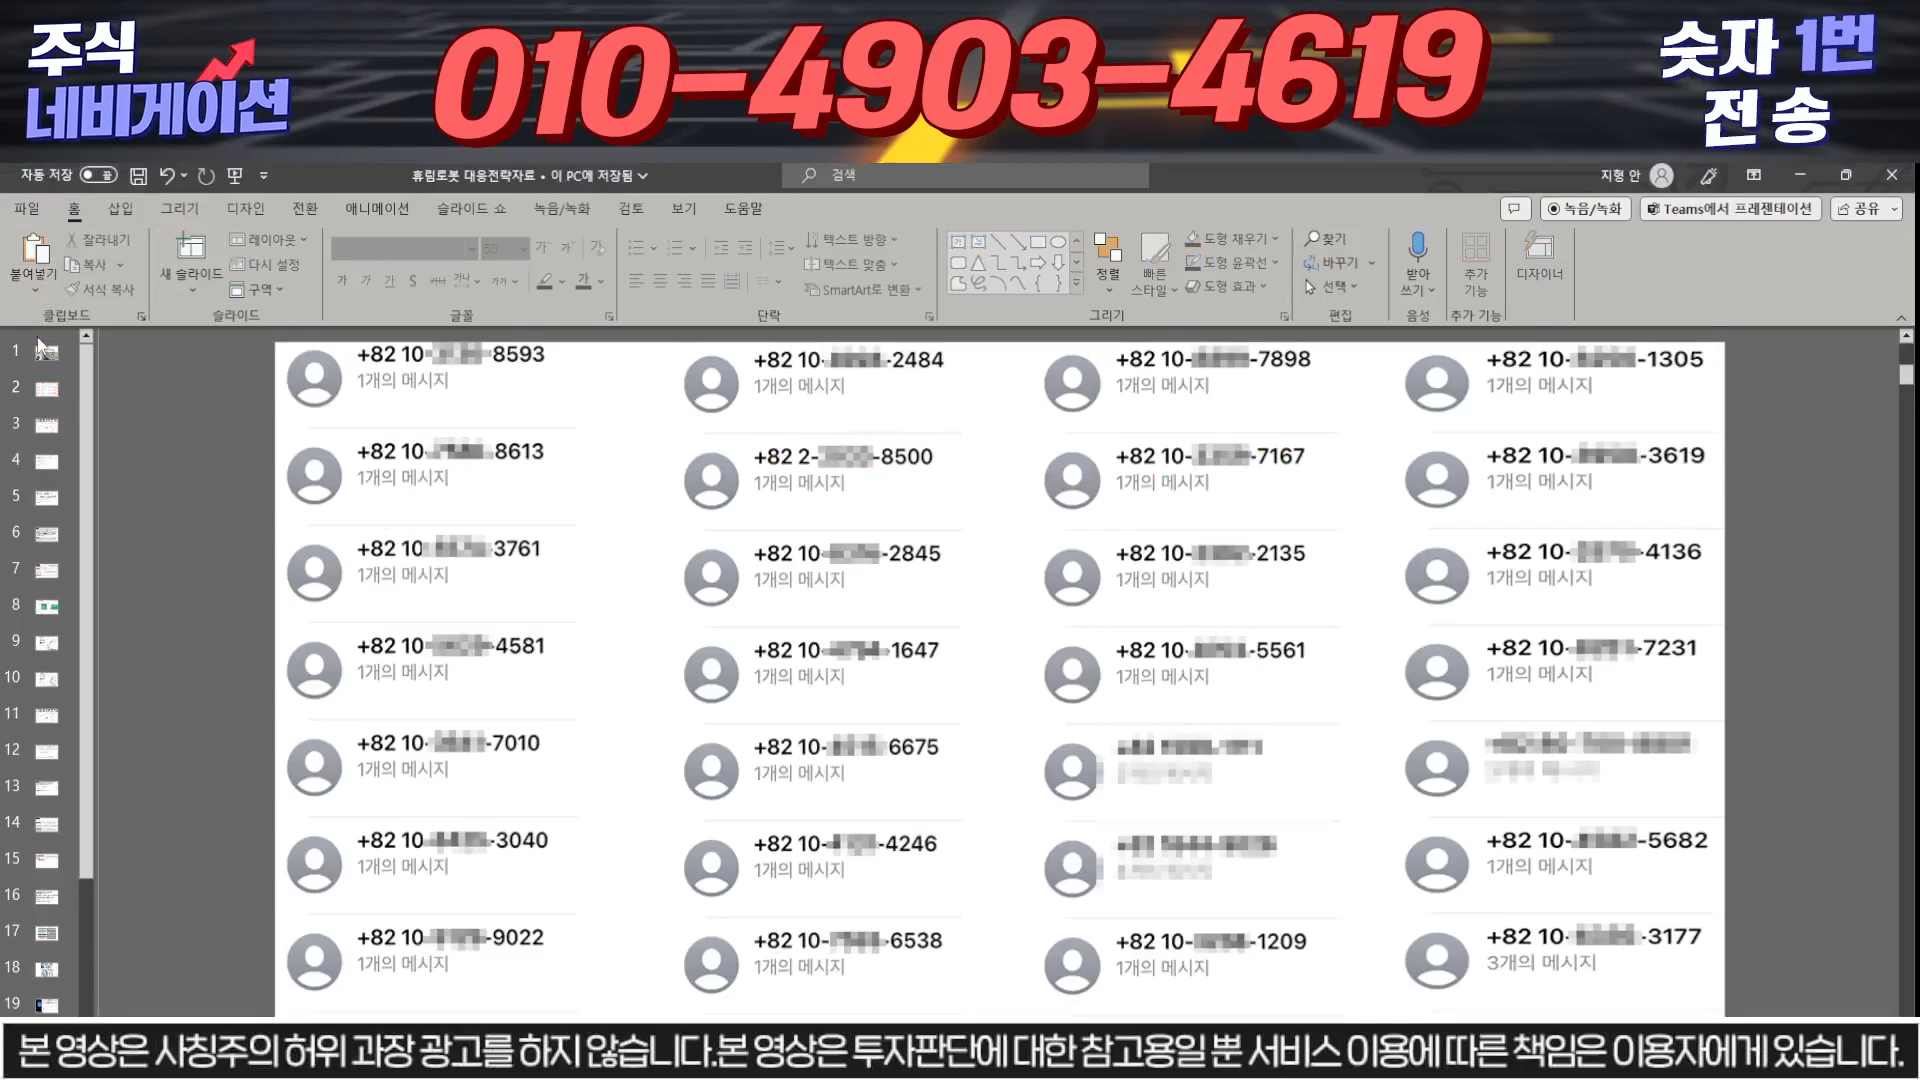 주식
네비게이션
010-4903-4619
숫자 1번
전송
자동 저장
끔
휴림로봇 대응전략자료 • 이 PC에 저장됨
검색
지형 안
파일 홈 삽입 그리기 디자인 전환 애니메이션 슬라이드 쇼 녹음/녹화 검토 보기 도움말
녹음/녹화 Teams에서 프레젠테이션 공유
붙여넣기
잘라내기
복사
서식 복사
클립보드
새 슬라이드
레이아웃
다시 설정
구역
슬라이드
글꼴
텍스트 방향
텍스트 맞춤
SmartArt로 변환
단락
정렬
빠른
스타일
도형 채우기
도형 윤곽선
도형 효과
그리기
찾기
바꾸기
선택
편집
받아
쓰기
음성
추가
기능
추가 기능
디자이너
1
2
3
4
5
6
7
8
9
10
11
12
13
14
15
16
17
18
19
+82 10- -8593
1개의 메시지
+82 10- -2484
1개의 메시지
+82 10- -7898
1개의 메시지
+82 10- -1305
1개의 메시지
+82 10- 8613
1개의 메시지
+82 2- -8500
1개의 메시지
+82 10- -7167
1개의 메시지
+82 10- -3619
1개의 메시지
+82 10 3761
1개의 메시지
+82 10- -2845
1개의 메시지
+82 10- -2135
1개의 메시지
+82 10- -4136
1개의 메시지
+82 10- -4581
1개의 메시지
+82 10- -1647
1개의 메시지
+82 10- -5561
1개의 메시지
+82 10- -7231
1개의 메시지
+82 10- -7010
1개의 메시지
+82 10- 6675
1개의 메시지
+82 10- -3040
1개의 메시지
+82 10- -4246
1개의 메시지
+82 10- -5682
1개의 메시지
+82 10 -9022
1개의 메시지
+82 10- -6538
1개의 메시지
+82 10- -1209
1개의 메시지
+82 10- -3177
3개의 메시지
본 영상은 사칭주의 허위 과장 광고를 하지 않습니다.본 영상은 투자판단에 대한 참고용일 뿐 서비스 이용에 따른 책임은 이용자에게 있습니다.